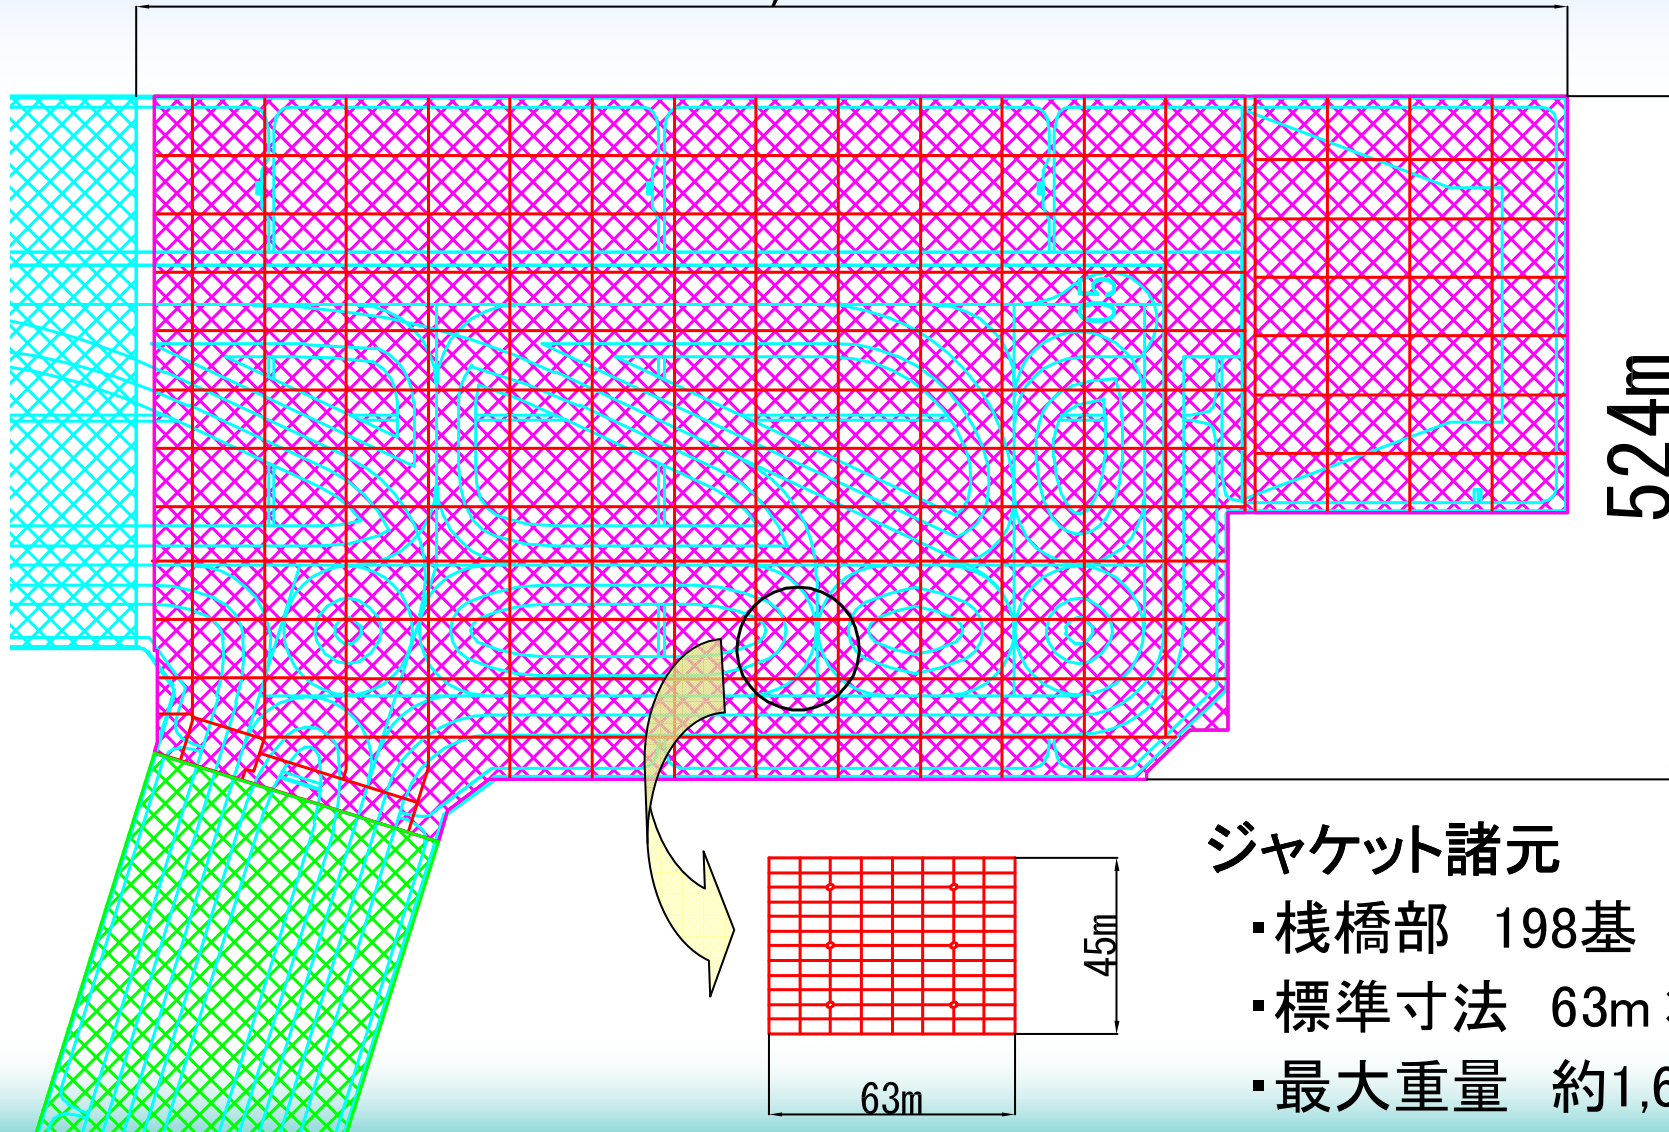 524m
ジャケット諸元
・桟橋部 198基
・標準寸法 63m
・最大重量 約1,6
45m
63m